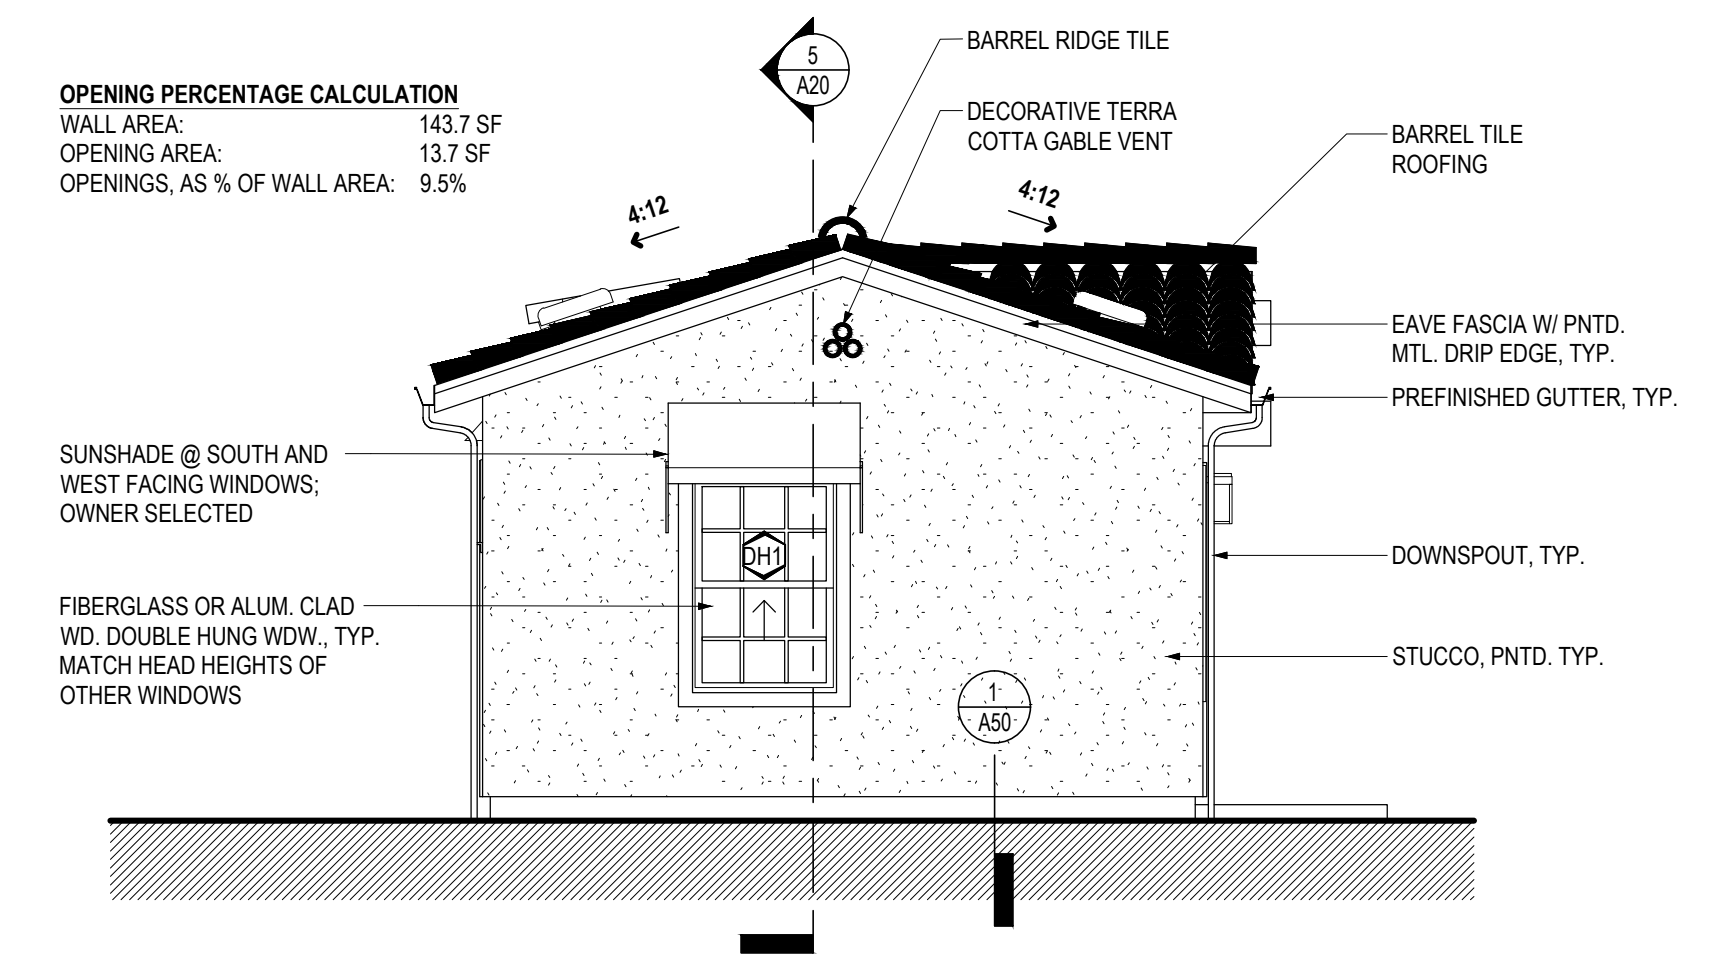 5
A20
BARREL RIDGE TILE
OPENING PERCENTAGE CALCULATION
WALL AREA: 143.7 SF
OPENING AREA: 13.7 SF
OPENINGS, AS % OF WALL AREA: 9.5%
DECORATIVE TERRA
COTTA GABLE VENT
BARREL TILE
ROOFING
4:12
4:12
EAVE FASCIA W/ PNTD.
MTL. DRIP EDGE, TYP.
PREFINISHED GUTTER, TYP.
SUNSHADE @ SOUTH AND
WEST FACING WINDOWS;
OWNER SELECTED
DH1
DOWNSPOUT, TYP.
FIBERGLASS OR ALUM. CLAD
WD. DOUBLE HUNG WDW., TYP.
MATCH HEAD HEIGHTS OF
OTHER WINDOWS
STUCCO, PNTD. TYP.
1
A50